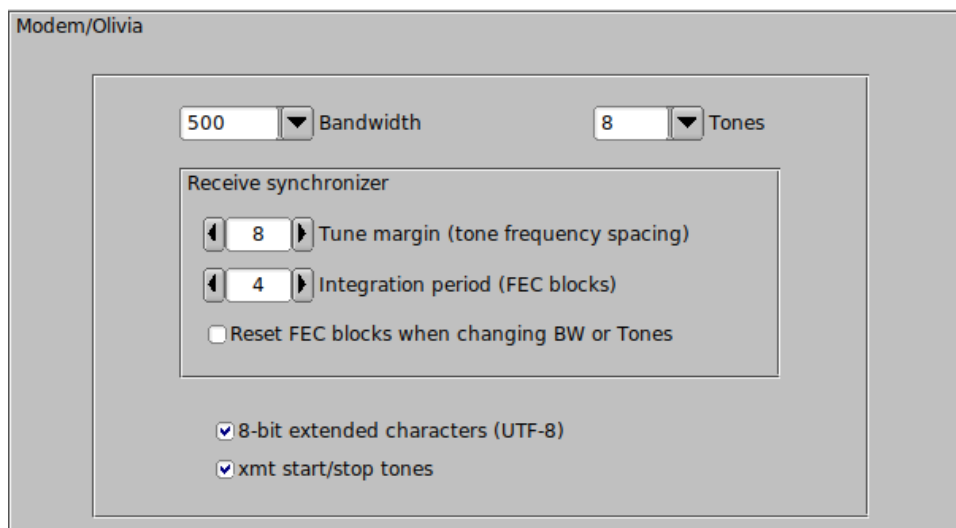 Modem/Olivia
500 Bandwidth 8 Tones
Receive synchronizer
8 Tune margin (tone frequency spacing)
4 Integration period (FEC blocks)
Reset FEC blocks when changing BW or Tones
8-bit extended characters (UTF-8)
xmt start/stop tones